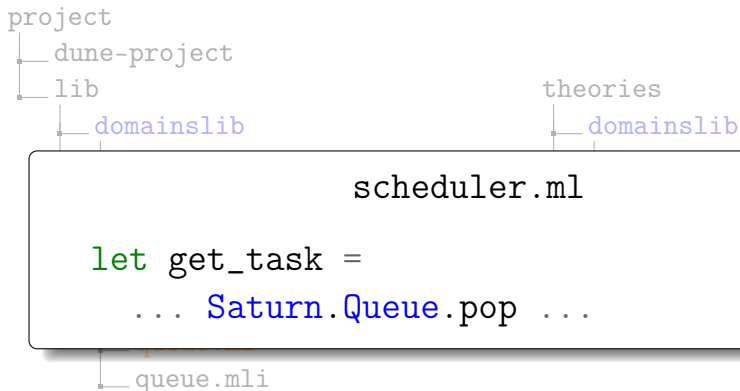 project
dune-project
lib
theories
domainslib
domainslib
scheduler.ml
let get_task =
... Saturn.Queue.pop ...
queue.mli